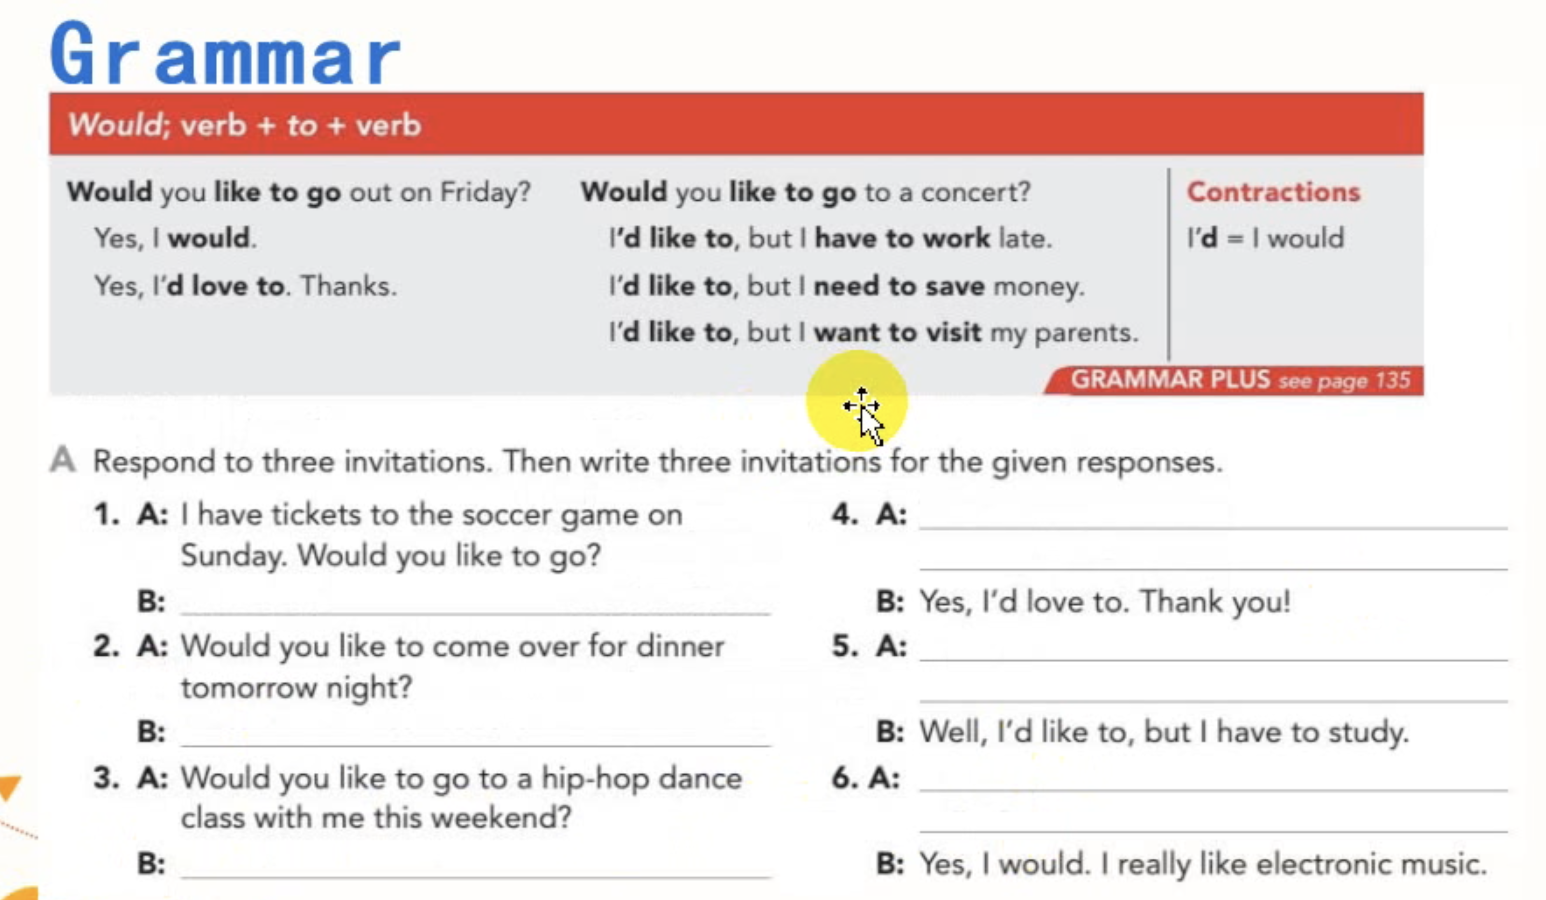 Grammar
Would; verb + to + verb
Would you like to go out on Friday?
Yes, I would.
Yes, I'd love to. Thanks.
Would you like to go to a concert?
I'd like to, but I have to work late.
I'd like to, but I need to save money.
I'd like to, but I want to visit my parents.
Contractions
I'd = I would
GRAMMAR PLUS see page 135
A Respond to three invitations. Then write three invitations for the given responses.
1. A: I have tickets to the soccer game on
Sunday. Would you like to go?
B:
2. A: Would you like to come over for dinner
tomorrow night?
B:
3. A: Would you like to go to a hip-hop dance
class with me this weekend?
B:
4. A:
B: Yes, I'd love to. Thank you!
5. A:
B: Well, I'd like to, but I have to study.
6. A:
B: Yes, I would. I really like electronic music.